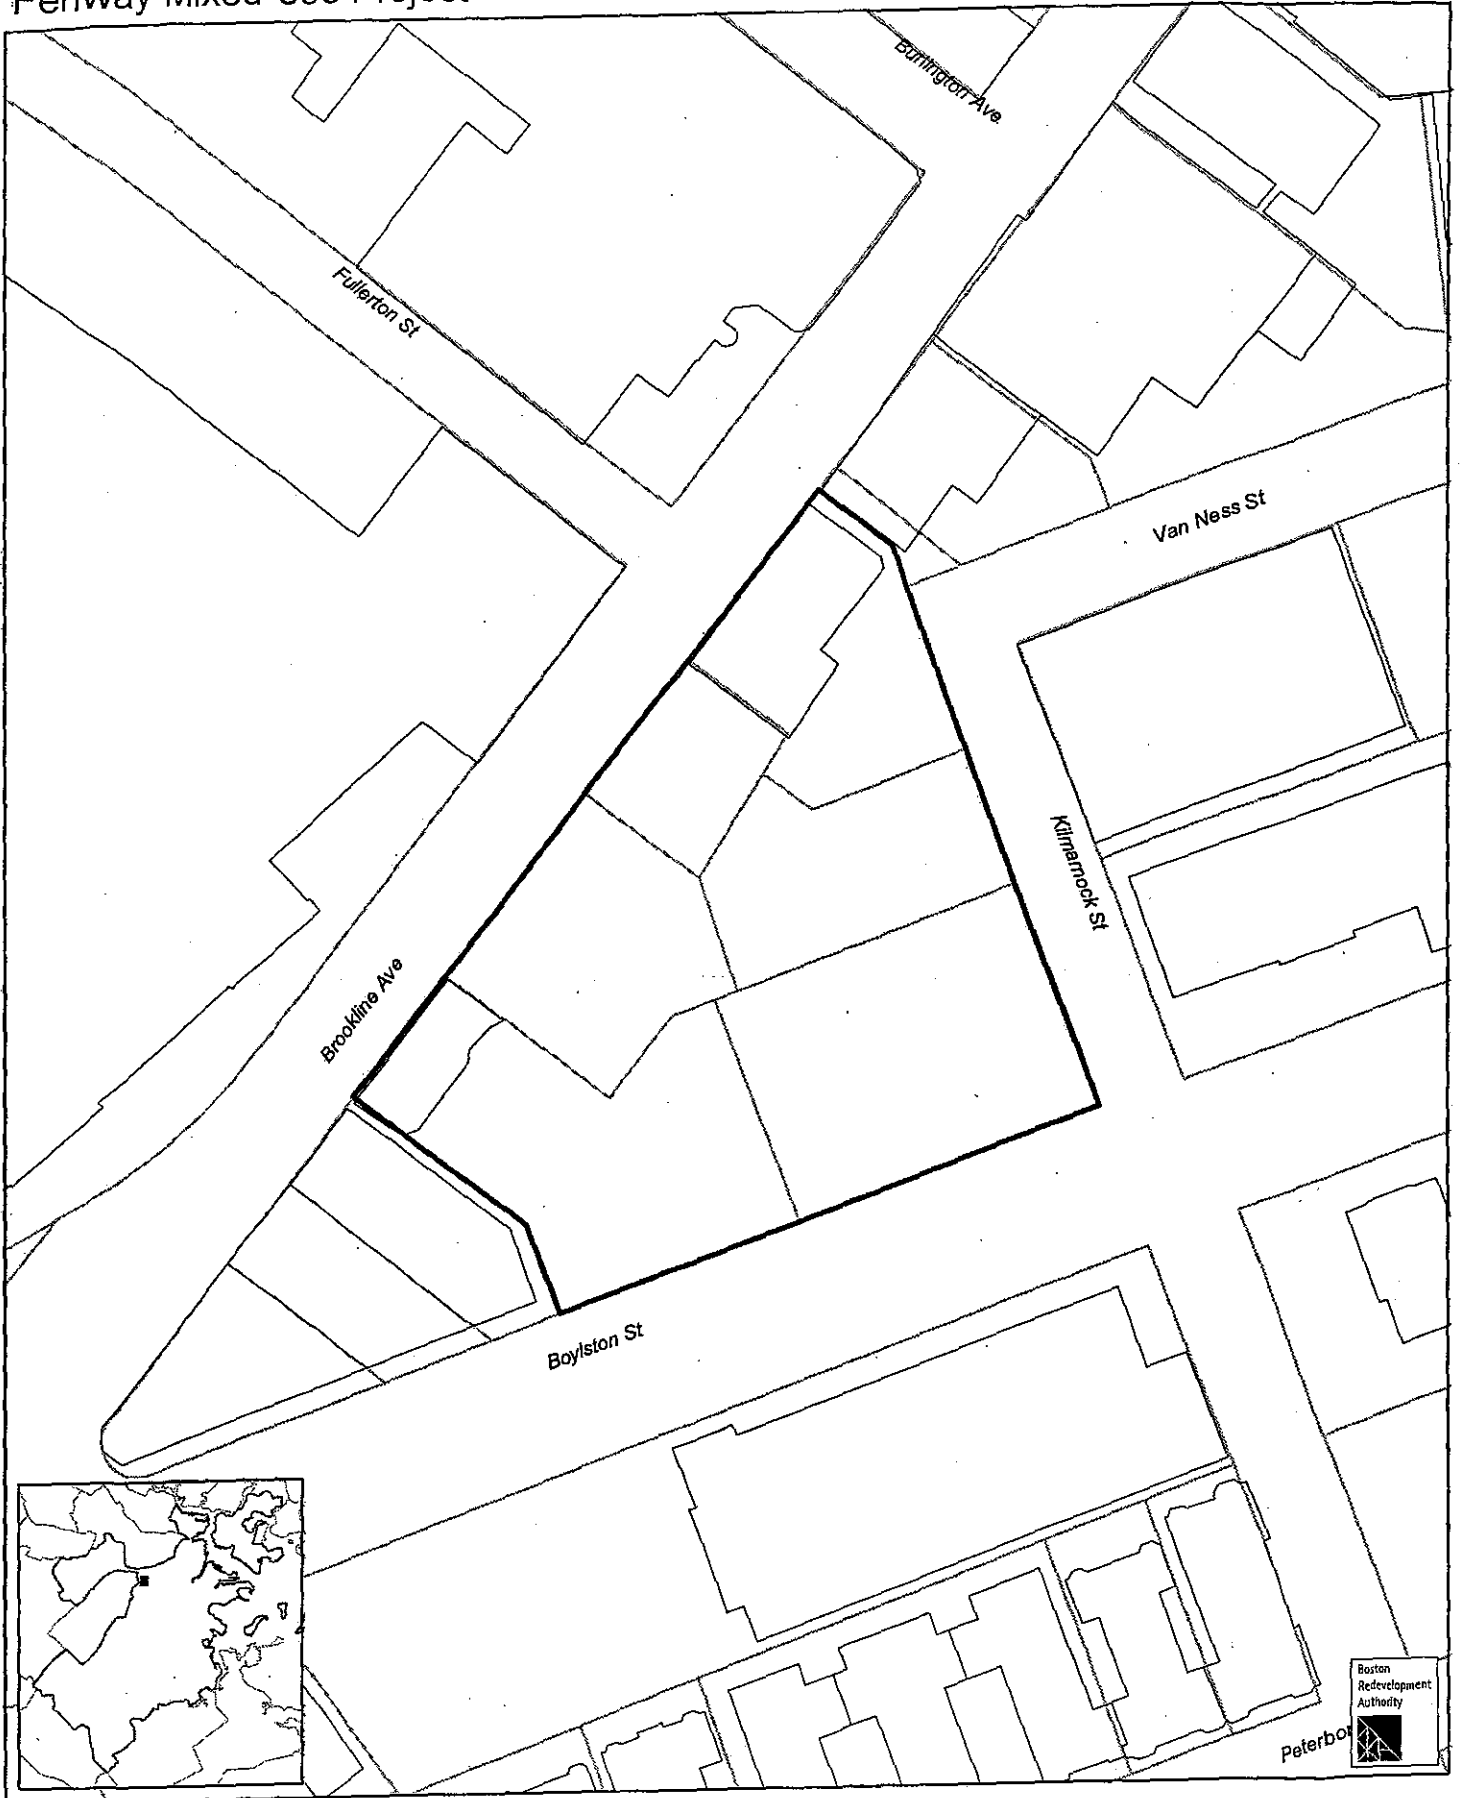 Fenway Mixed-Use Project
Burlington Ave.
Fullerton St
Van Ness St
Kilmarnock St
Brookline Ave
Boylston St
Boston
Redevelopment
Authority
Peterbor